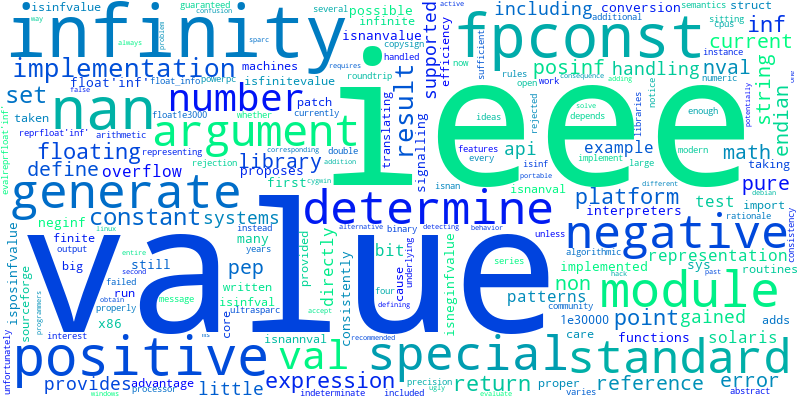 isinfvalue
infinity
guaranteed
confusion
several
infinite
possible
isnanvalue
including
active
sitting
cpus
semantics
struct
conversion
additional
may
always
problem
sparc
fpconst
inf
current
implementation
machines
float'inf'
float_info
powerpc
isfinitevalue
copysign
handled
roundtrip
requires
supported
efficiency
now
sufficient
posinf
handling
nval
rules
open
work
numeric
instance
consequence
adding
string
set
nan
number
patch
currently
false
reprfloat'inf'
evalreprfloat'inf'
taken
float1e3000
whether
arithmetic
argument
translating
result
ieee
signalling
depends
enough
rejected
libraries
ideas
solve
notice
potentially
endian
floating
representing
rejection
define
overflow
library
corresponding
double
addition
cygwin
proposes
example
api
features
every
implement
large
modern
isinf
portable
math
taking
generate
first
isnan
isnanval
different
debian
pure
determine
platform
interpreters
test
import
rationale
constant
systems
neginf
entire
linux
finite
output
instead
years
many
provided
alternative
detecting
behavior
binary
bit
underlying
negative
unless
algorithmic
consistency
value
directly
isneginfvalue
non
implemented
representation
sys
past
isposinfvalue
sourceforge
programmers
big
still
pep
failed
run
properly
second
obtain
message
written
isinfval
series
consistently
cause
four
defining
module
patterns
routines
community
hack
1e30000
interest
x86
core
ultrasparc
accept
isnannval
point
gained
solaris
functions
adds
unfortunately
positive
val
special
standard
provides
advantage
processor
little
windows
expression
indeterminate
its
recommended
included
return
precision
ugly
proper
evaluate
varies
reference
care
error
abstract
one